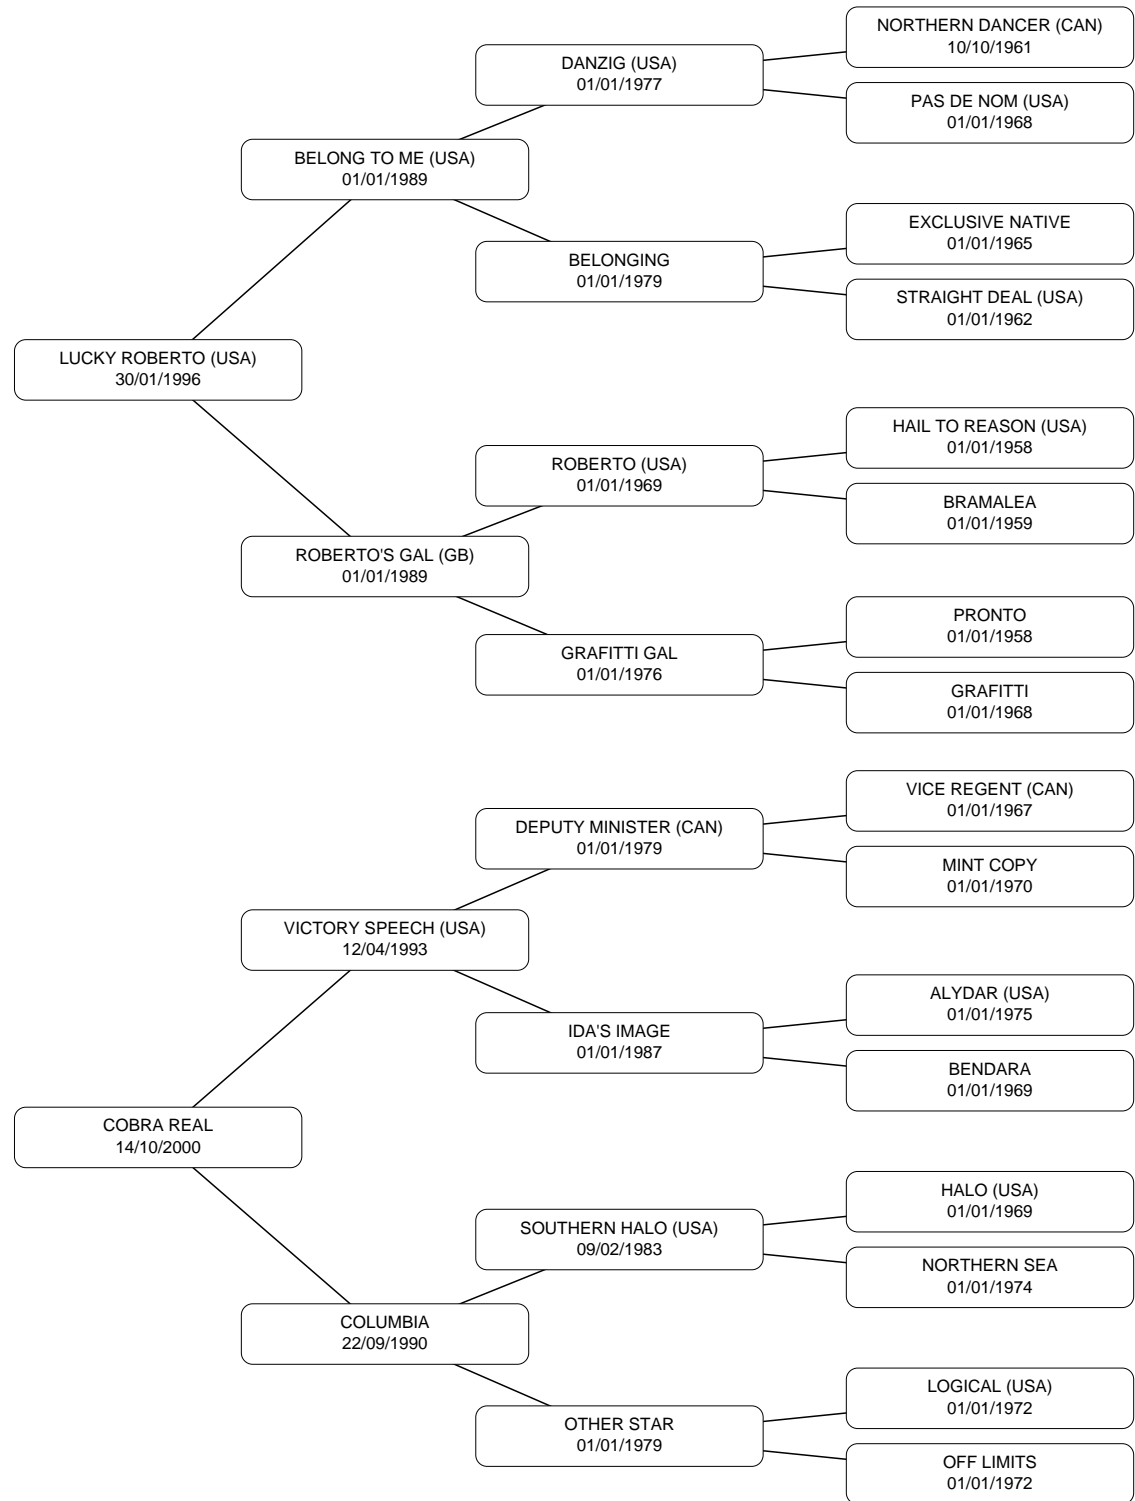 NORTHERN DANCER (CAN)
10/10/1961
DANZIG (USA)
01/01/1977
PAS DE NOM (USA)
01/01/1968
BELONG TO ME (USA)
01/01/1989
EXCLUSIVE NATIVE
01/01/1965
BELONGING
01/01/1979
STRAIGHT DEAL (USA)
01/01/1962
LUCKY ROBERTO (USA)
30/01/1996
HAIL TO REASON (USA)
01/01/1958
ROBERTO (USA)
01/01/1969
BRAMALEA
01/01/1959
ROBERTO'S GAL (GB)
01/01/1989
PRONTO
01/01/1958
GRAFITTI GAL
01/01/1976
GRAFITTI
01/01/1968
VICE REGENT (CAN)
01/01/1967
DEPUTY MINISTER (CAN)
01/01/1979
MINT COPY
01/01/1970
VICTORY SPEECH (USA)
12/04/1993
ALYDAR (USA)
01/01/1975
IDA'S IMAGE
01/01/1987
BENDARA
01/01/1969
COBRA REAL
14/10/2000
HALO (USA)
01/01/1969
SOUTHERN HALO (USA)
09/02/1983
NORTHERN SEA
01/01/1974
COLUMBIA
22/09/1990
LOGICAL (USA)
01/01/1972
OTHER STAR
01/01/1979
OFF LIMITS
01/01/1972